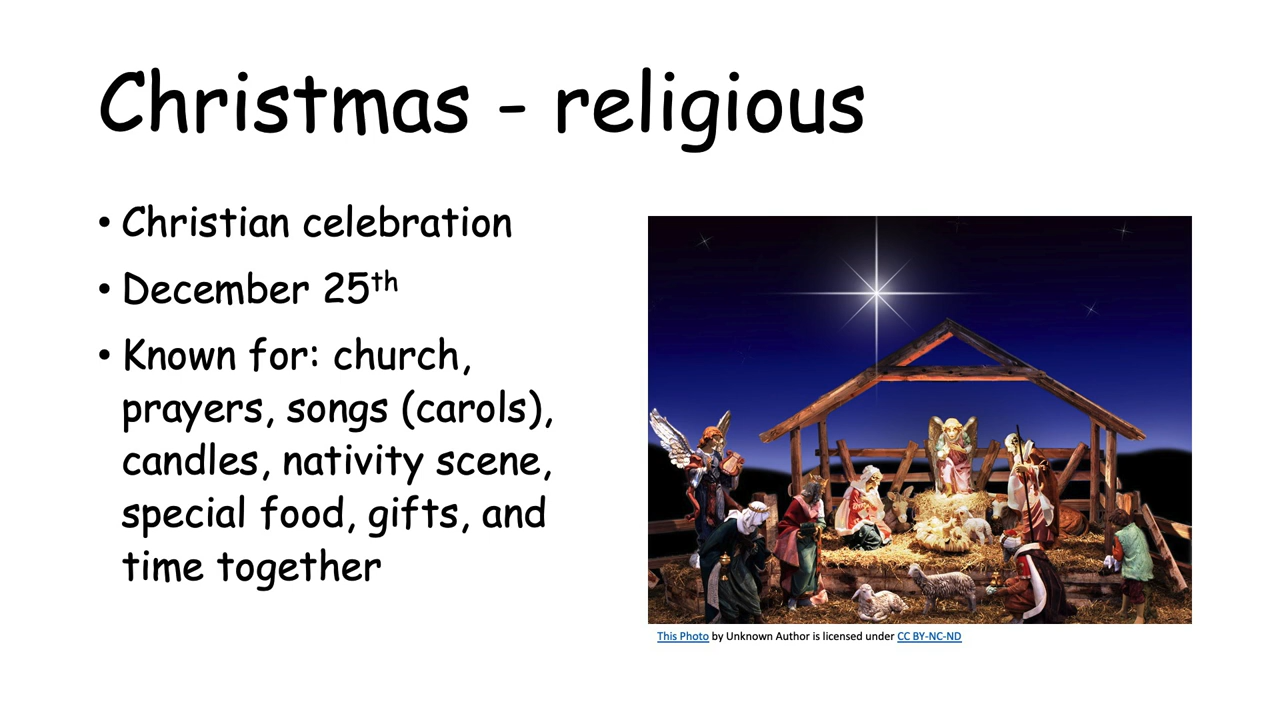 Christmas - religious
• Christian celebration
• December 25th
• Known for: church,
prayers, songs (carols),
candles, nativity scene,
special food, gifts, and
time together
This Photo by Unknown Author is licensed under CC BY-NC-ND